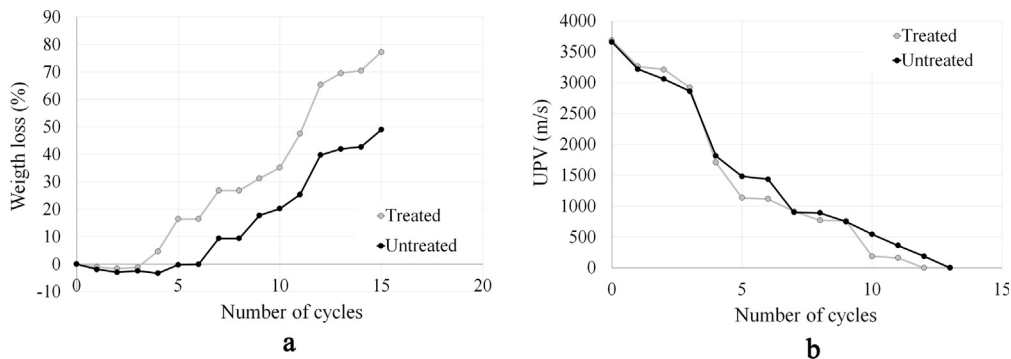 90
80
70
60
50
40
30
20
10
0
-10
Weigth loss (%)
Treated
Untreated
0 5 10 15 20
Number of cycles
a
4000
3500
3000
2500
2000
1500
1000
500
0
UPV (m/s)
Treated
Untreated
0 5 10 15
Number of cycles
b